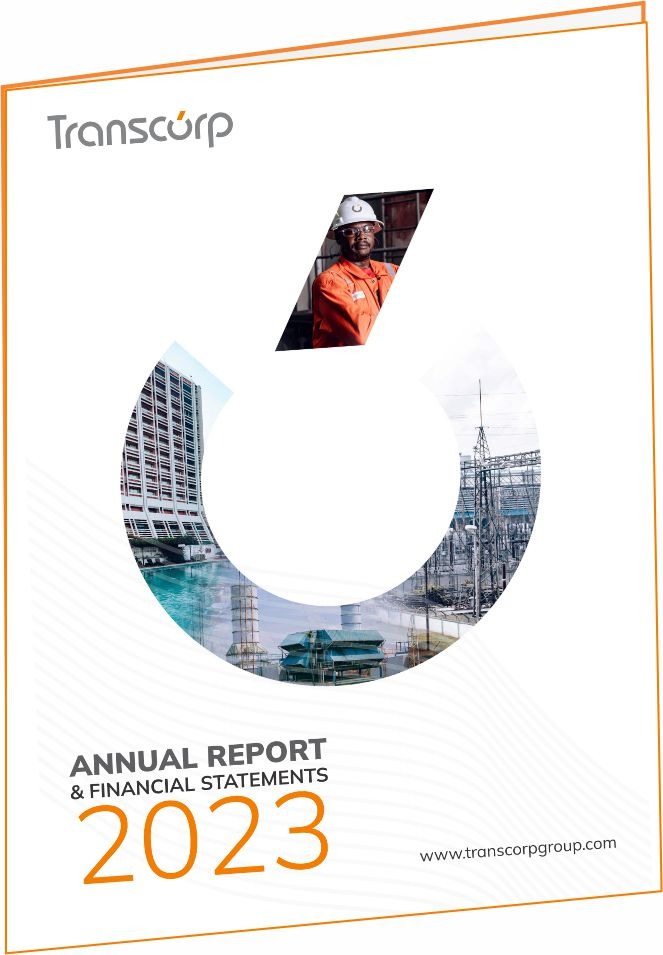 Transcorp
ANNUAL REPORT
& FINANCIAL STATEMENTS
2023
www.transcorpgroup.com